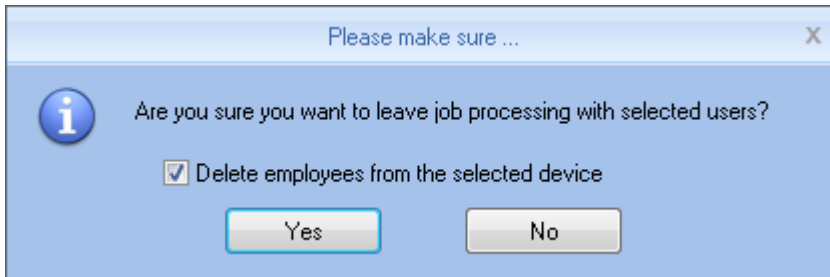 Please make sure ...
X
Are you sure you want to leave job processing with selected users?
Delete employees from the selected device
Yes No